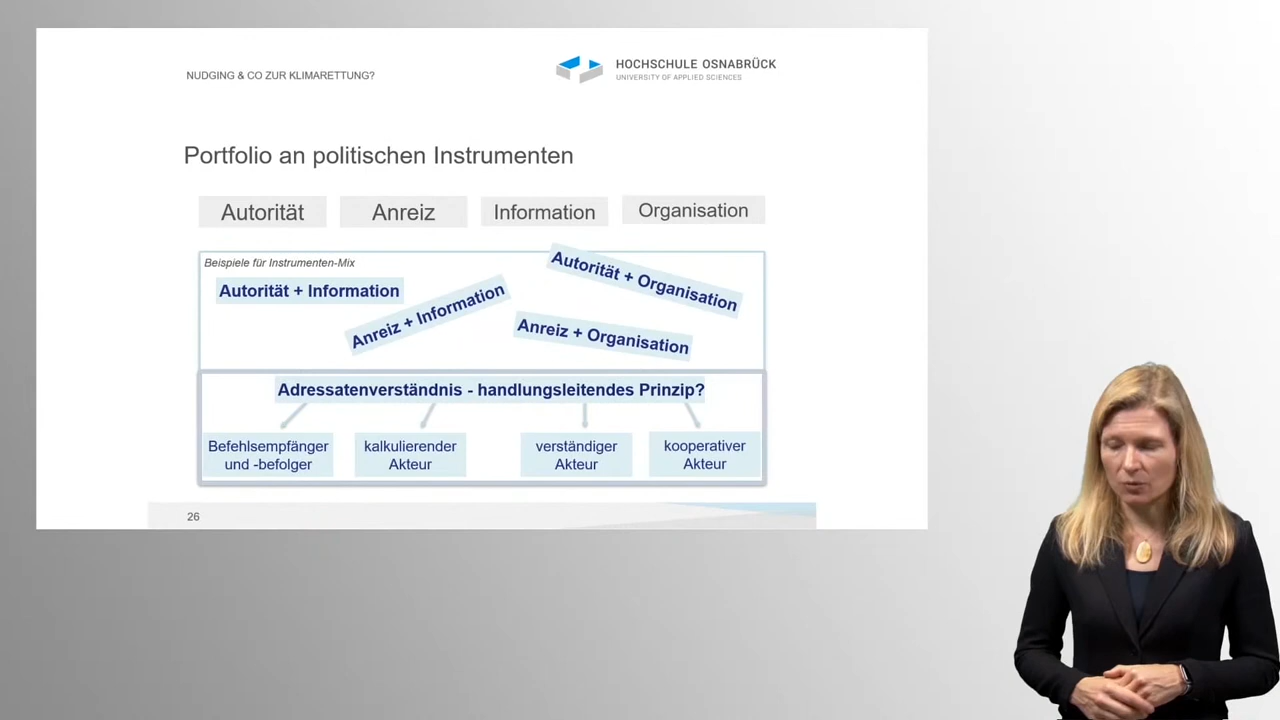 NUDGING & CO ZUR KLIMARETTUNG?
HOCHSCHULE OSNABRÜCK
UNIVERSITY OF APPLIED SCIENCES
Portfolio an politischen Instrumenten
Autorität
Anreiz
Information
Organisation
Beispiele für Instrumenten-Mix
Autorität + Information
Anreiz + Information
Autorität + Organisation
Anreiz + Organisation
Adressatenverständnis - handlungsleitendes Prinzip?
Befehlsempfänger
und -befolger
kalkulierender
Akteur
verständiger
Akteur
kooperativer
Akteur
26